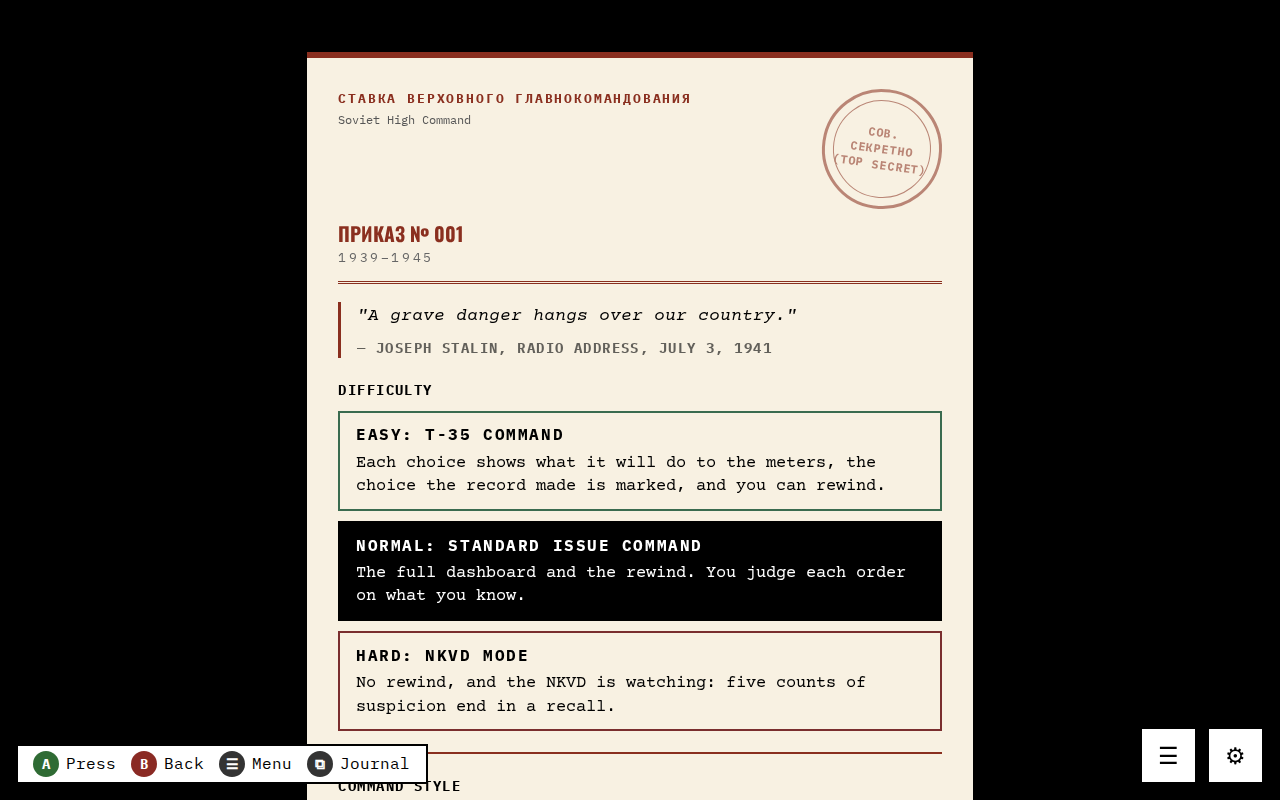 СТАВКА ВЕРХОВНОГО ГЛАВНОКОМАНДОВАНИЯ
Soviet High Command
СОВ.
СЕКРЕТНО
(TOP SECRET)
ПРИКАЗ № 001
1939–1945
"A grave danger hangs over our country."
— JOSEPH STALIN, RADIO ADDRESS, JULY 3, 1941
DIFFICULTY
EASY: T-35 COMMAND
Each choice shows what it will do to the meters, the
choice the record made is marked, and you can rewind.
NORMAL: STANDARD ISSUE COMMAND
The full dashboard and the rewind. You judge each order
on what you know.
HARD: NKVD MODE
No rewind, and the NKVD is watching: five counts of
suspicion end in a recall.
COMMAND STYLE
A Press B Back ☰ Menu ⧉ Journal
☰ ⚙